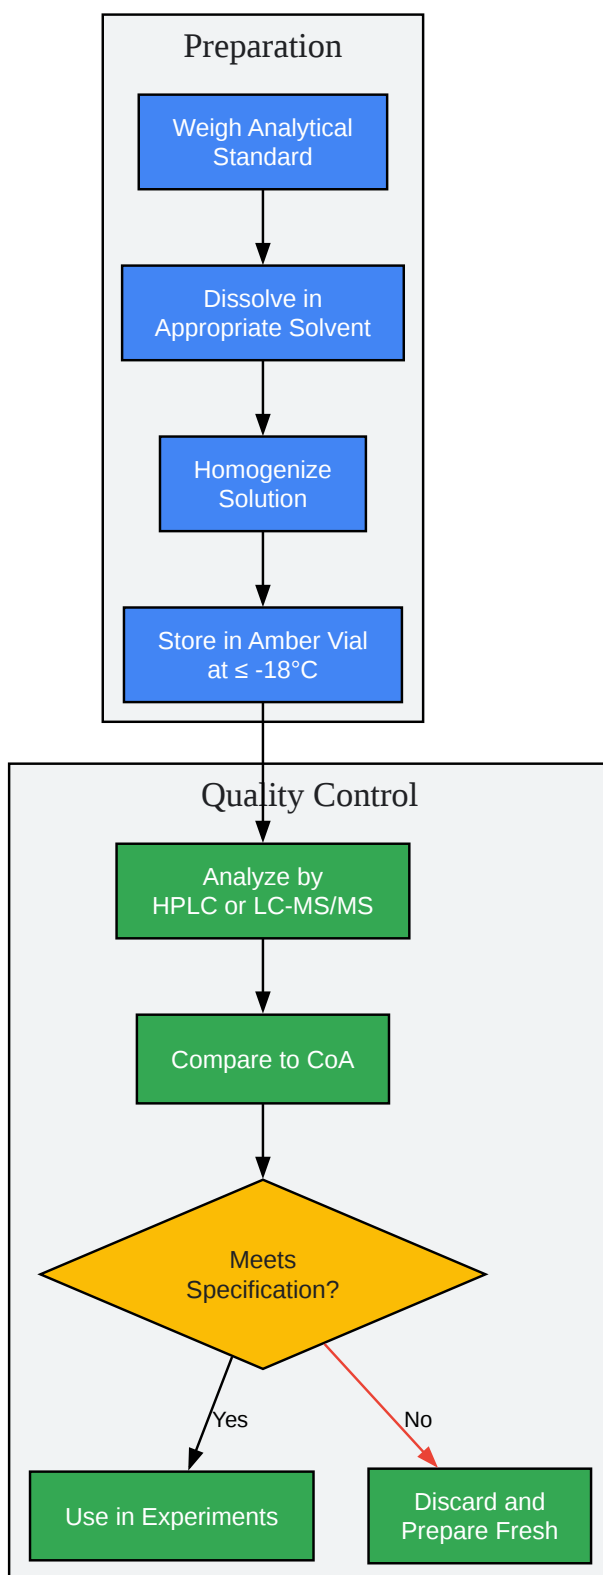 Preparation
Weigh Analytical
Standard
Dissolve in
Appropriate Solvent
Homogenize
Solution
Store in Amber Vial
at ≤ -18°C
Quality Control
Analyze by
HPLC or LC-MS/MS
Compare to CoA
Meets
Specification?
Yes
No
Use in Experiments
Discard and
Prepare Fresh